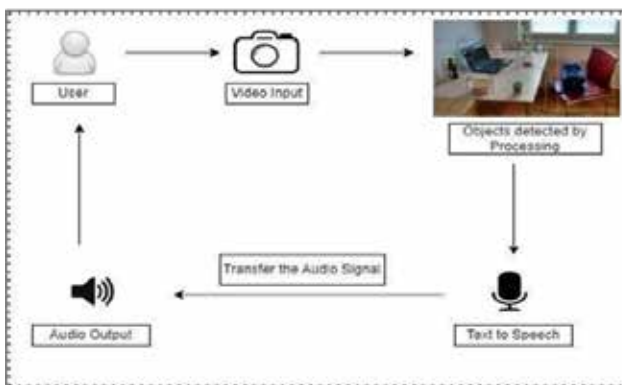 User
Video Input
Objects detected by
Processing
Transfer the Audio Signal
Audio Output
Text to Speech